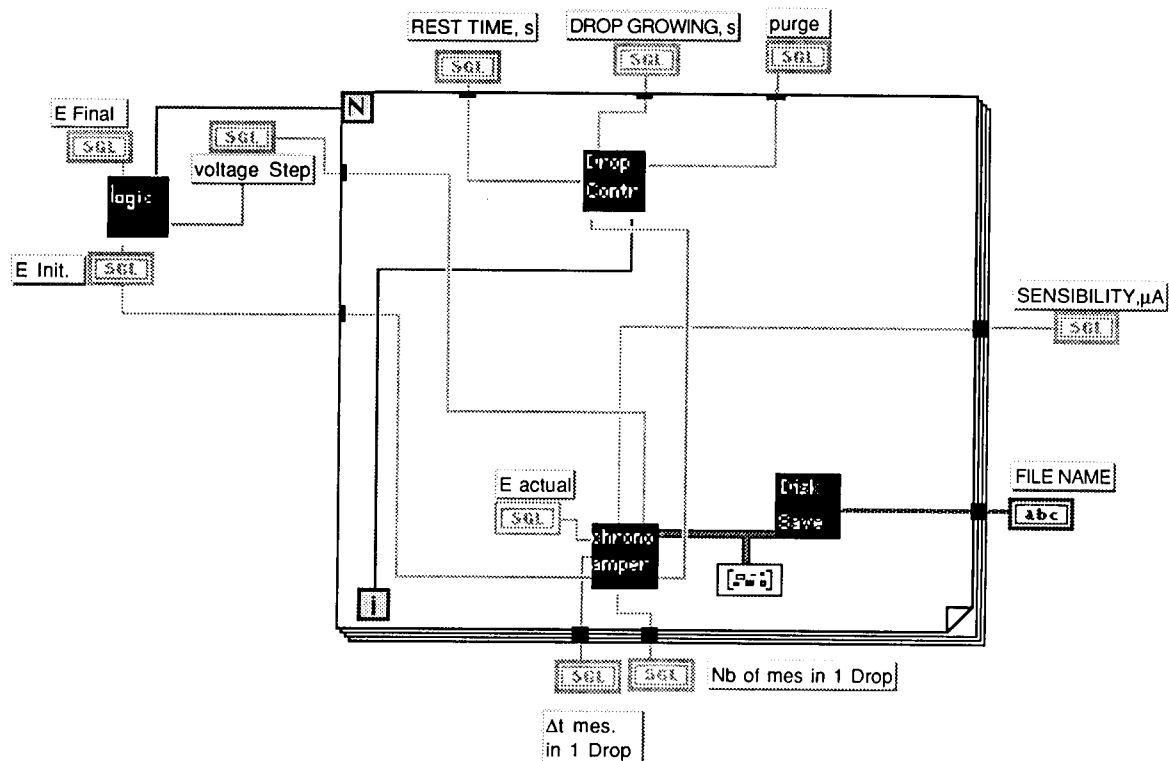 REST TIME, s
DROP GROWING, s
purge
SGL
SGL
SGL
N
E Final
SGL
SGL
voltage Step
logic
Drop
Contr
E Init.
SGL
SENSIBILITY,µA
SGL
E actual
SGL
chrono
amper
Disk
Save
FILE NAME
abc
i
SGL
SGL
Nb of mes in 1 Drop
Δt mes.
in 1 Drop